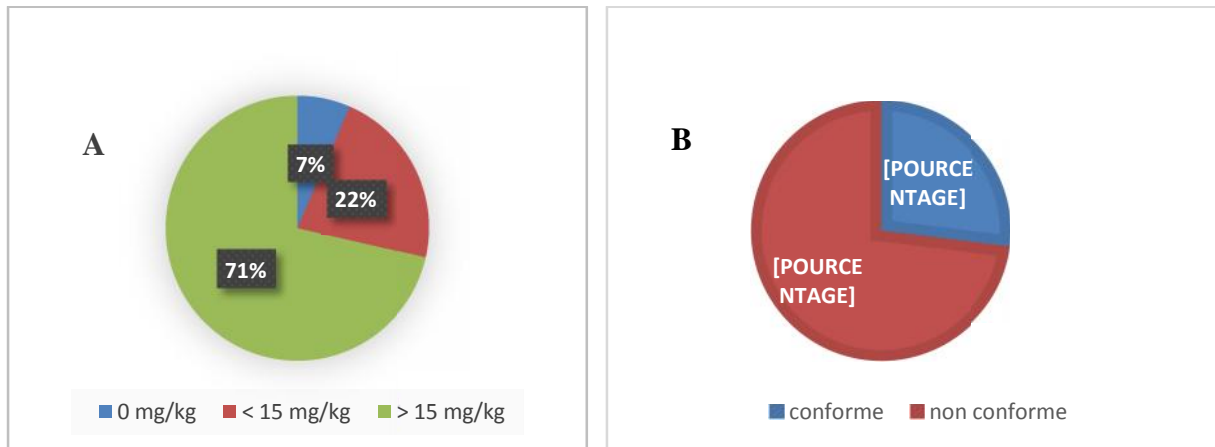 A
7%
22%
71%
0 mg/kg < 15 mg/kg > 15 mg/kg
B
[POURCE
NTAGE]
[POURCE
NTAGE]
conforme non conforme